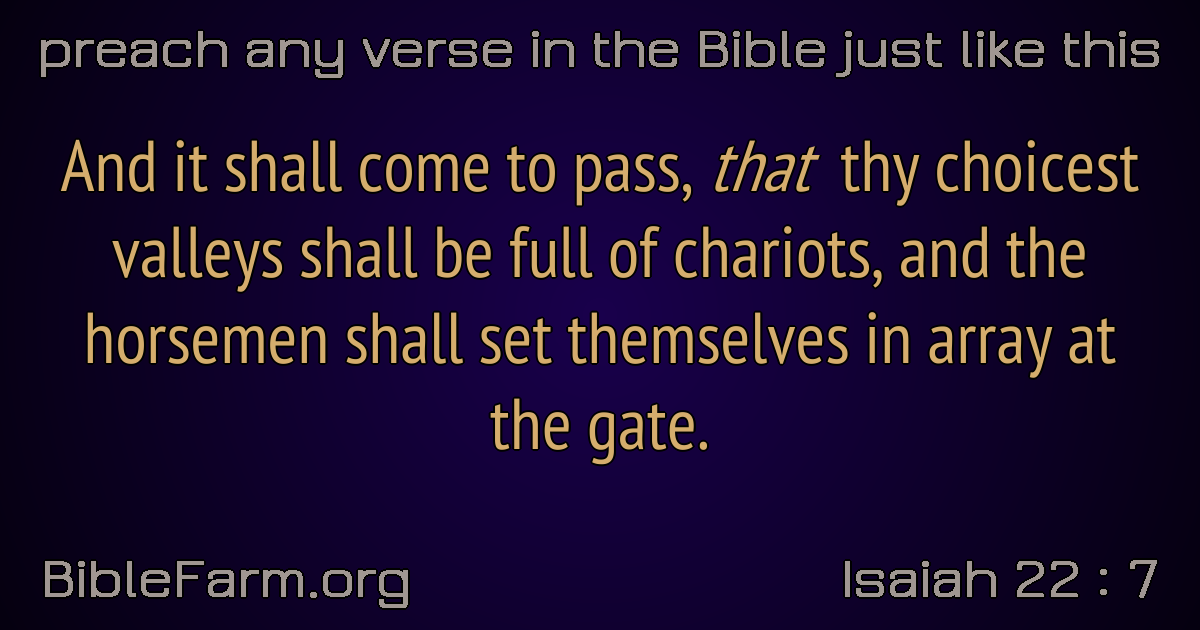 preach any verse in the Bible just like this
And it shall come to pass, that thy choicest
valleys shall be full of chariots, and the
horsemen shall set themselves in array at
the gate.
BibleFarm.org
Isaiah 22 : 7